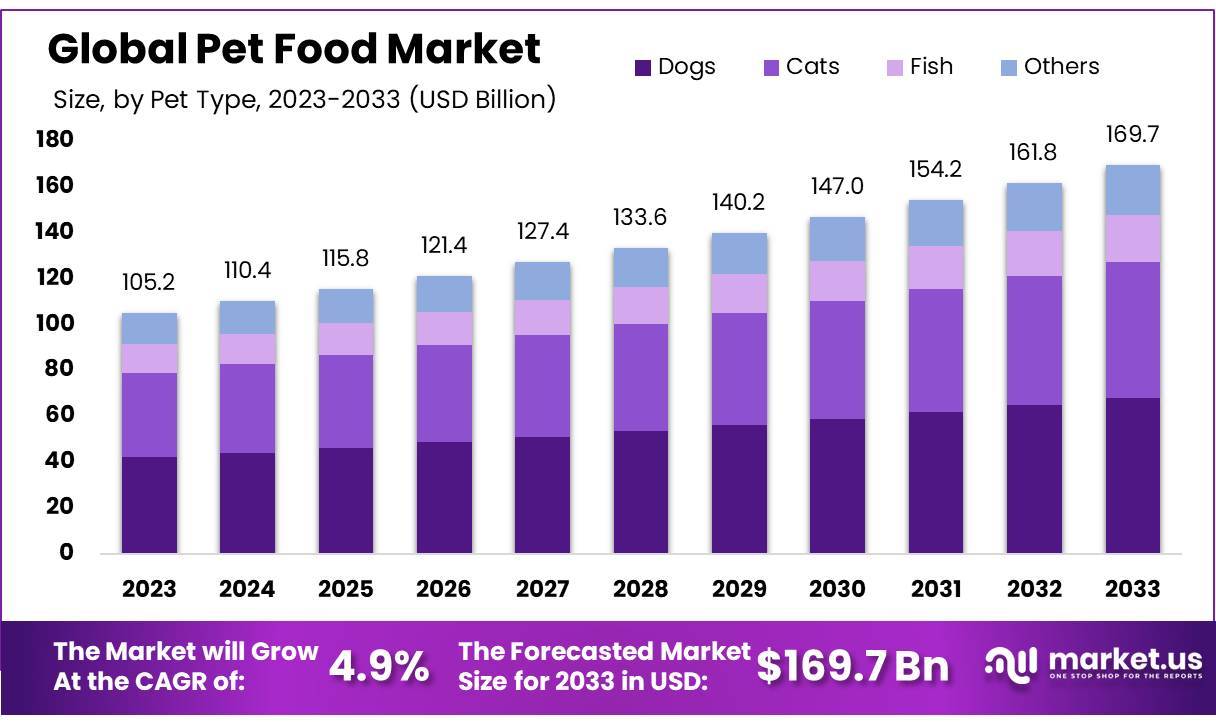 Global Pet Food Market
Size, by Pet Type, 2023-2033 (USD Billion)
Dogs Cats Fish Others
180
160
140
120
100
80
60
40
20
0
105.2
110.4
115.8
121.4
127.4
133.6
140.2
147.0
154.2
161.8
169.7
2023 2024 2025 2026 2027 2028 2029 2030 2031 2032 2033
The Market will Grow
At the CAGR of:
4.9%
The Forecasted Market
Size for 2033 in USD:
$169.7 Bn
market.us
ONE STOP SHOP FOR THE REPORTS